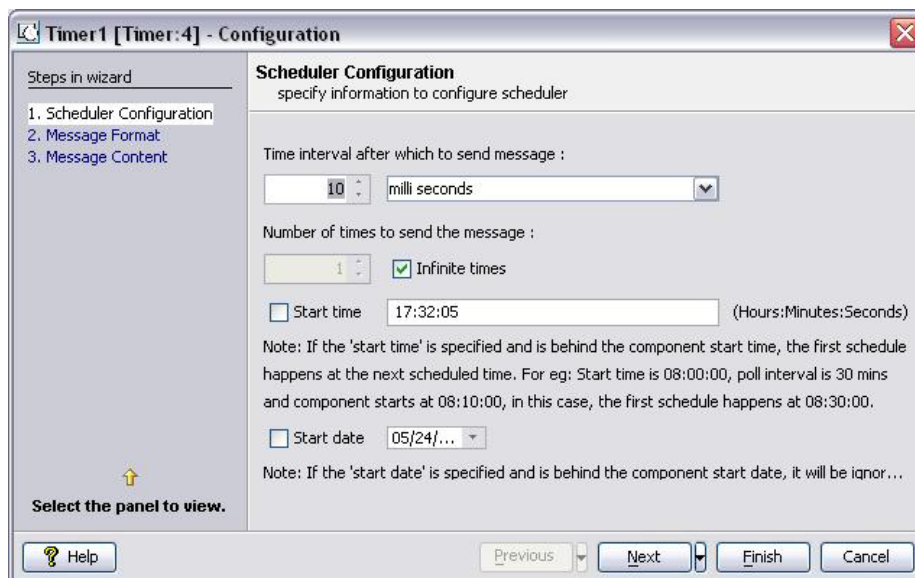 Timer1 [Timer:4] - Configuration
Steps in wizard
1. Scheduler Configuration
2. Message Format
3. Message Content
Select the panel to view.
Scheduler Configuration
specify information to configure scheduler
Time interval after which to send message :
10 milli seconds
Number of times to send the message :
1 Infinite times
Start time 17:32:05 (Hours:Minutes:Seconds)
Note: If the 'start time' is specified and is behind the component start time, the first schedule
happens at the next scheduled time. For eg: Start time is 08:00:00, poll interval is 30 mins
and component starts at 08:10:00, in this case, the first schedule happens at 08:30:00.
Start date 05/24/...
Note: If the 'start date' is specified and is behind the component start date, it will be ignor...
Help Previous Next Finish Cancel